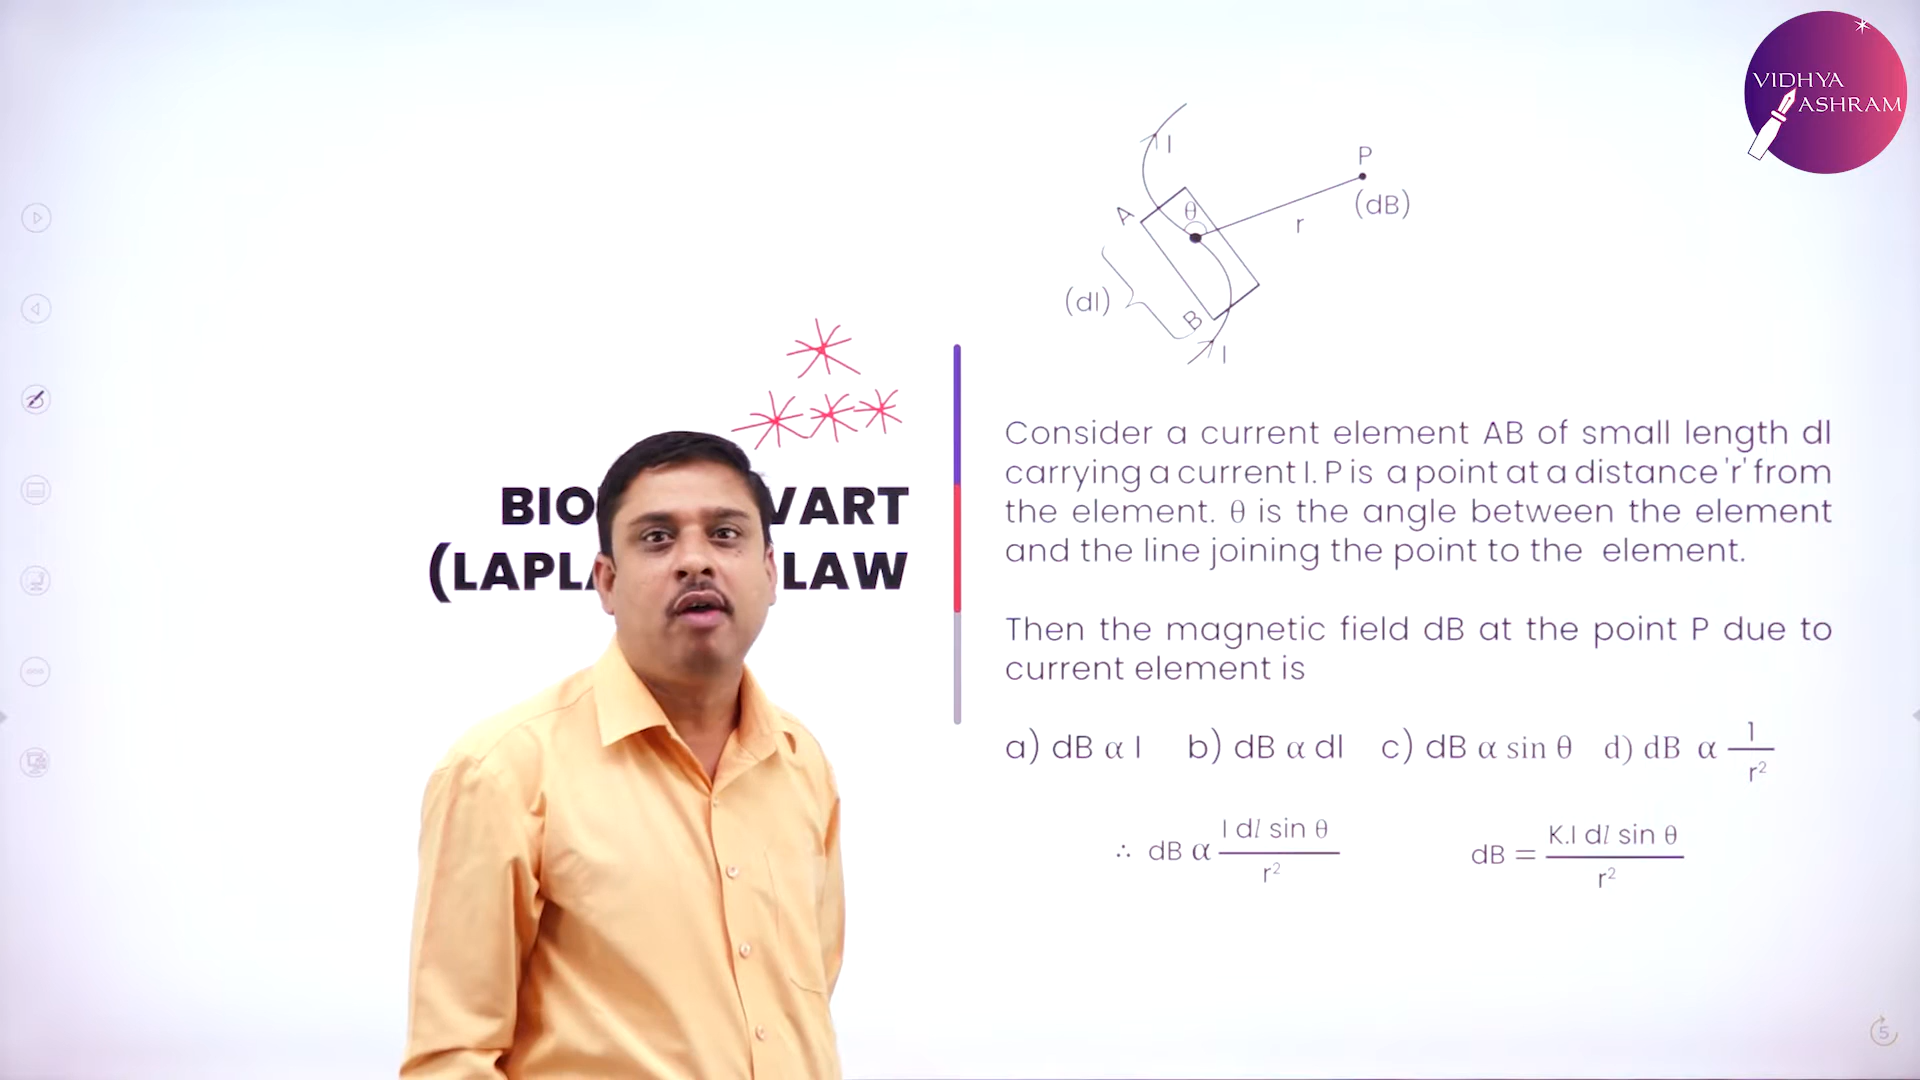 VIDHYA
ASHRAM
I
P
(dB)
A
θ
r
(dl)
B
I
BIO VART
(LAPL LAW
Consider a current element AB of small length dl
carrying a current I. P is a point at a distance 'r' from
the element. θ is the angle between the element
and the line joining the point to the element.
Then the magnetic field dB at the point P due to
current element is
a) dB α I b) dB α dl c) dB α sin θ d) dB α 1/r²
∴ dB α I dl sin θ / r² dB = K.I dl sin θ / r²
5